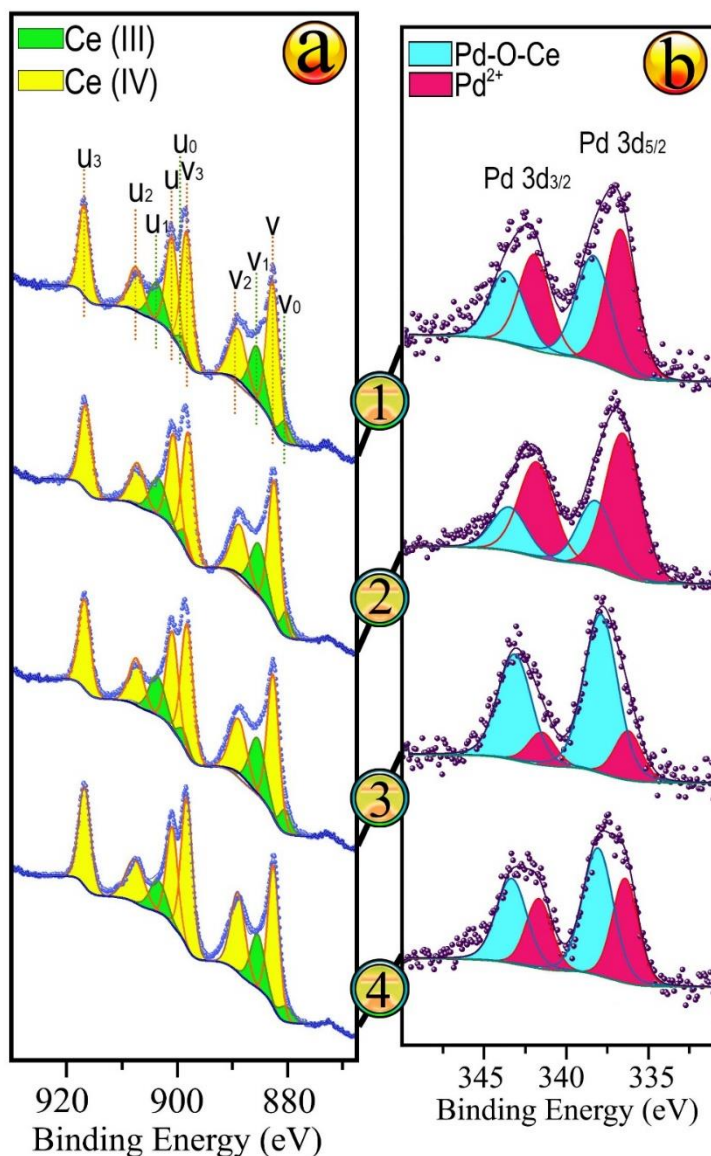 Ce (III)
Ce (IV)
a
u₃
u₂
u₁
u
u₀
v₃
v₂
v₁
v
v₀
920
900
880
Binding Energy (eV)
Pd-O-Ce
Pd²⁺
b
Pd 3d₃/₂
Pd 3d₅/₂
345
340
335
Binding Energy (eV)
1
2
3
4